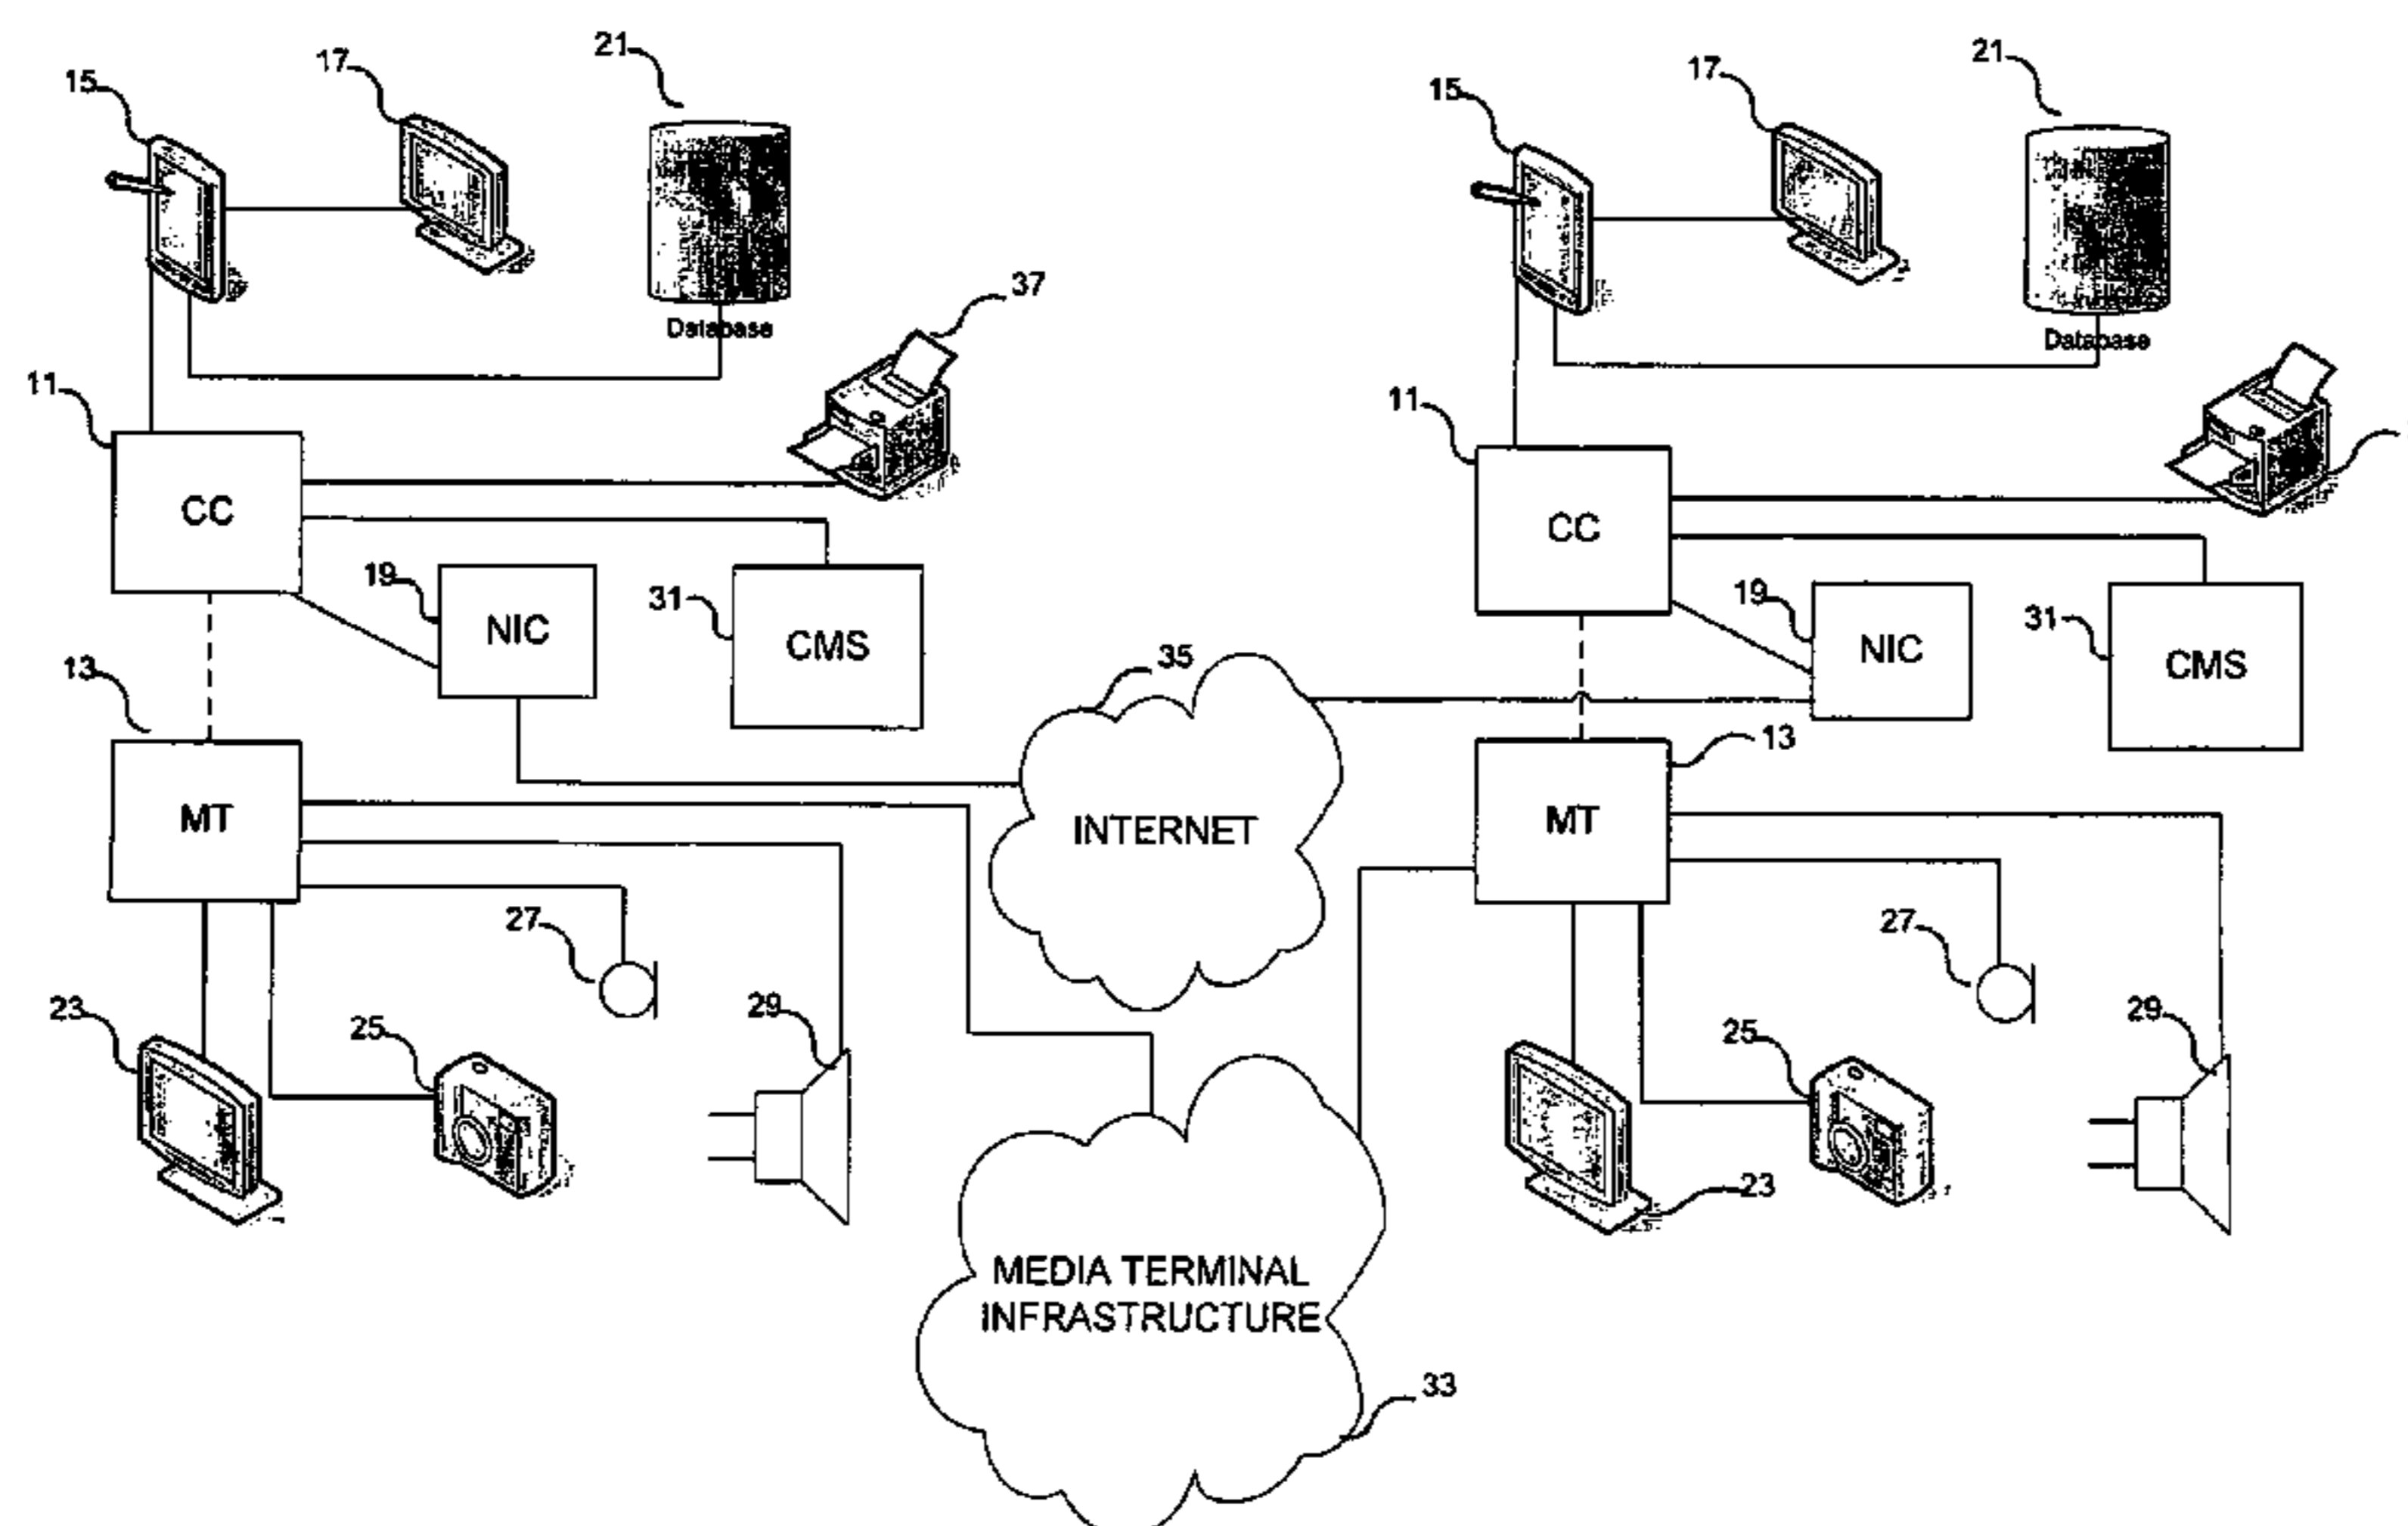 21
17
15
Database
37
11
CC
19
NIC
31
CMS
13
MT
27
23
25
29
35
INTERNET
MEDIA TERMINAL
INFRASTRUCTURE
33
21
17
15
Database
11
CC
19
NIC
31
CMS
13
MT
27
25
29
23